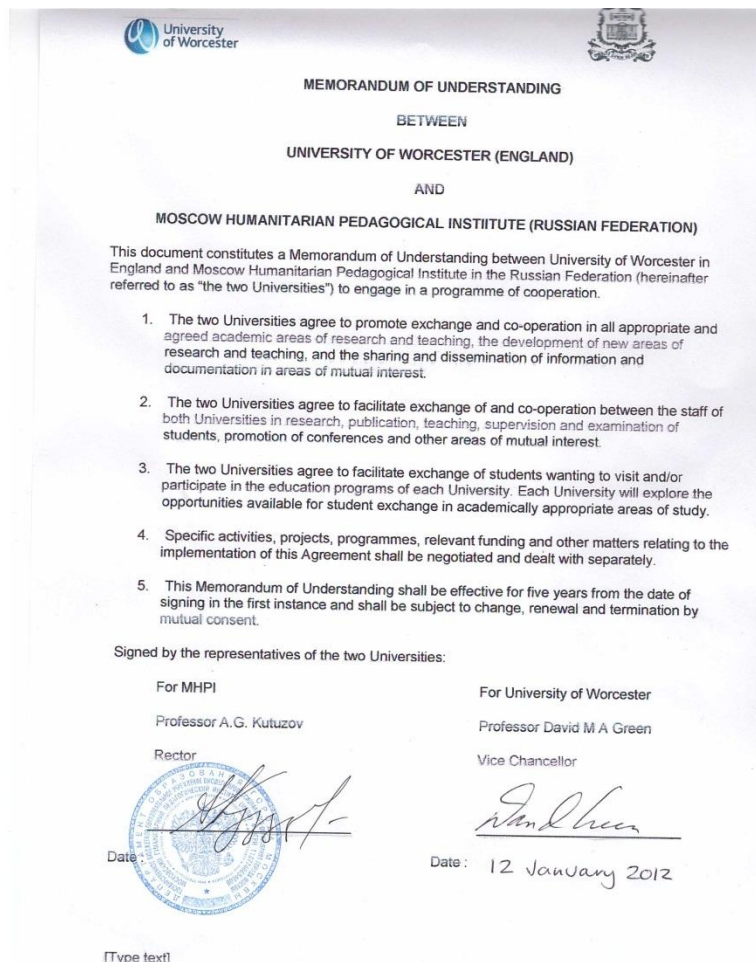 University
of Worcester
MEMORANDUM OF UNDERSTANDING
BETWEEN
UNIVERSITY OF WORCESTER (ENGLAND)
AND
MOSCOW HUMANITARIAN PEDAGOGICAL INSTIITUTE (RUSSIAN FEDERATION)
This document constitutes a Memorandum of Understanding between University of Worcester in
England and Moscow Humanitarian Pedagogical Institute in the Russian Federation (hereinafter
referred to as "the two Universities") to engage in a programme of cooperation.
1. The two Universities agree to promote exchange and co-operation in all appropriate and
agreed academic areas of research and teaching, the development of new areas of
research and teaching, and the sharing and dissemination of information and
documentation in areas of mutual interest.
2. The two Universities agree to facilitate exchange of and co-operation between the staff of
both Universities in research, publication, teaching, supervision and examination of
students, promotion of conferences and other areas of mutual interest.
3. The two Universities agree to facilitate exchange of students wanting to visit and/or
participate in the education programs of each University. Each University will explore the
opportunities available for student exchange in academically appropriate areas of study.
4. Specific activities, projects, programmes, relevant funding and other matters relating to the
implementation of this Agreement shall be negotiated and dealt with separately.
5. This Memorandum of Understanding shall be effective for five years from the date of
signing in the first instance and shall be subject to change, renewal and termination by
mutual consent.
Signed by the representatives of the two Universities:
For MHPI
For University of Worcester
Professor A.G. Kutuzov
Professor David M A Green
Rector
Vice Chancellor
ДЕПАРТАМЕНТ ОБРАЗОВАНИЯ ГОРОДА МОСКВЫ
Date :
Date : 12 January 2012
[Type text]